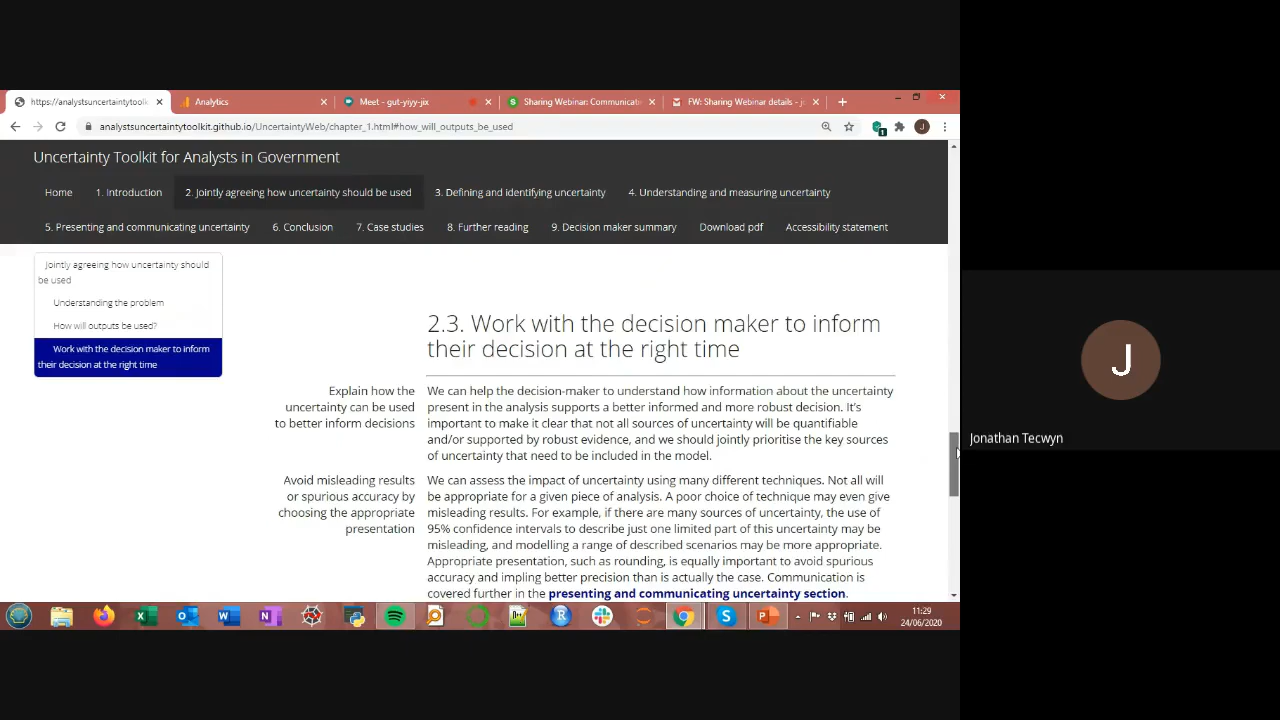 https://analystsuncertaintytoolk
Analytics
Meet - gut-yiyy-jix
Sharing Webinar: Communicati
FW: Sharing Webinar details - j
analystsuncertaintytoolkit.github.io/UncertaintyWeb/chapter_1.html#how_will_outputs_be_used
J
Uncertainty Toolkit for Analysts in Government
Home
1. Introduction
2. Jointly agreeing how uncertainty should be used
3. Defining and identifying uncertainty
4. Understanding and measuring uncertainty
5. Presenting and communicating uncertainty
6. Conclusion
7. Case studies
8. Further reading
9. Decision maker summary
Download pdf
Accessibility statement
Jointly agreeing how uncertainty should
be used
Understanding the problem
How will outputs be used?
Work with the decision maker to inform
their decision at the right time
2.3. Work with the decision maker to inform
their decision at the right time
Explain how the
uncertainty can be used
to better inform decisions
We can help the decision-maker to understand how information about the uncertainty
present in the analysis supports a better informed and more robust decision. It's
important to make it clear that not all sources of uncertainty will be quantifiable
and/or supported by robust evidence, and we should jointly prioritise the key sources
of uncertainty that need to be included in the model.
Avoid misleading results
or spurious accuracy by
choosing the appropriate
presentation
We can assess the impact of uncertainty using many different techniques. Not all will
be appropriate for a given piece of analysis. A poor choice of technique may even give
misleading results. For example, if there are many sources of uncertainty, the use of
95% confidence intervals to describe just one limited part of this uncertainty may be
misleading, and modelling a range of described scenarios may be more appropriate.
Appropriate presentation, such as rounding, is equally important to avoid spurious
accuracy and impling better precision than is actually the case. Communication is
covered further in the presenting and communicating uncertainty section.
11:29
24/06/2020
J
Jonathan Tecwyn